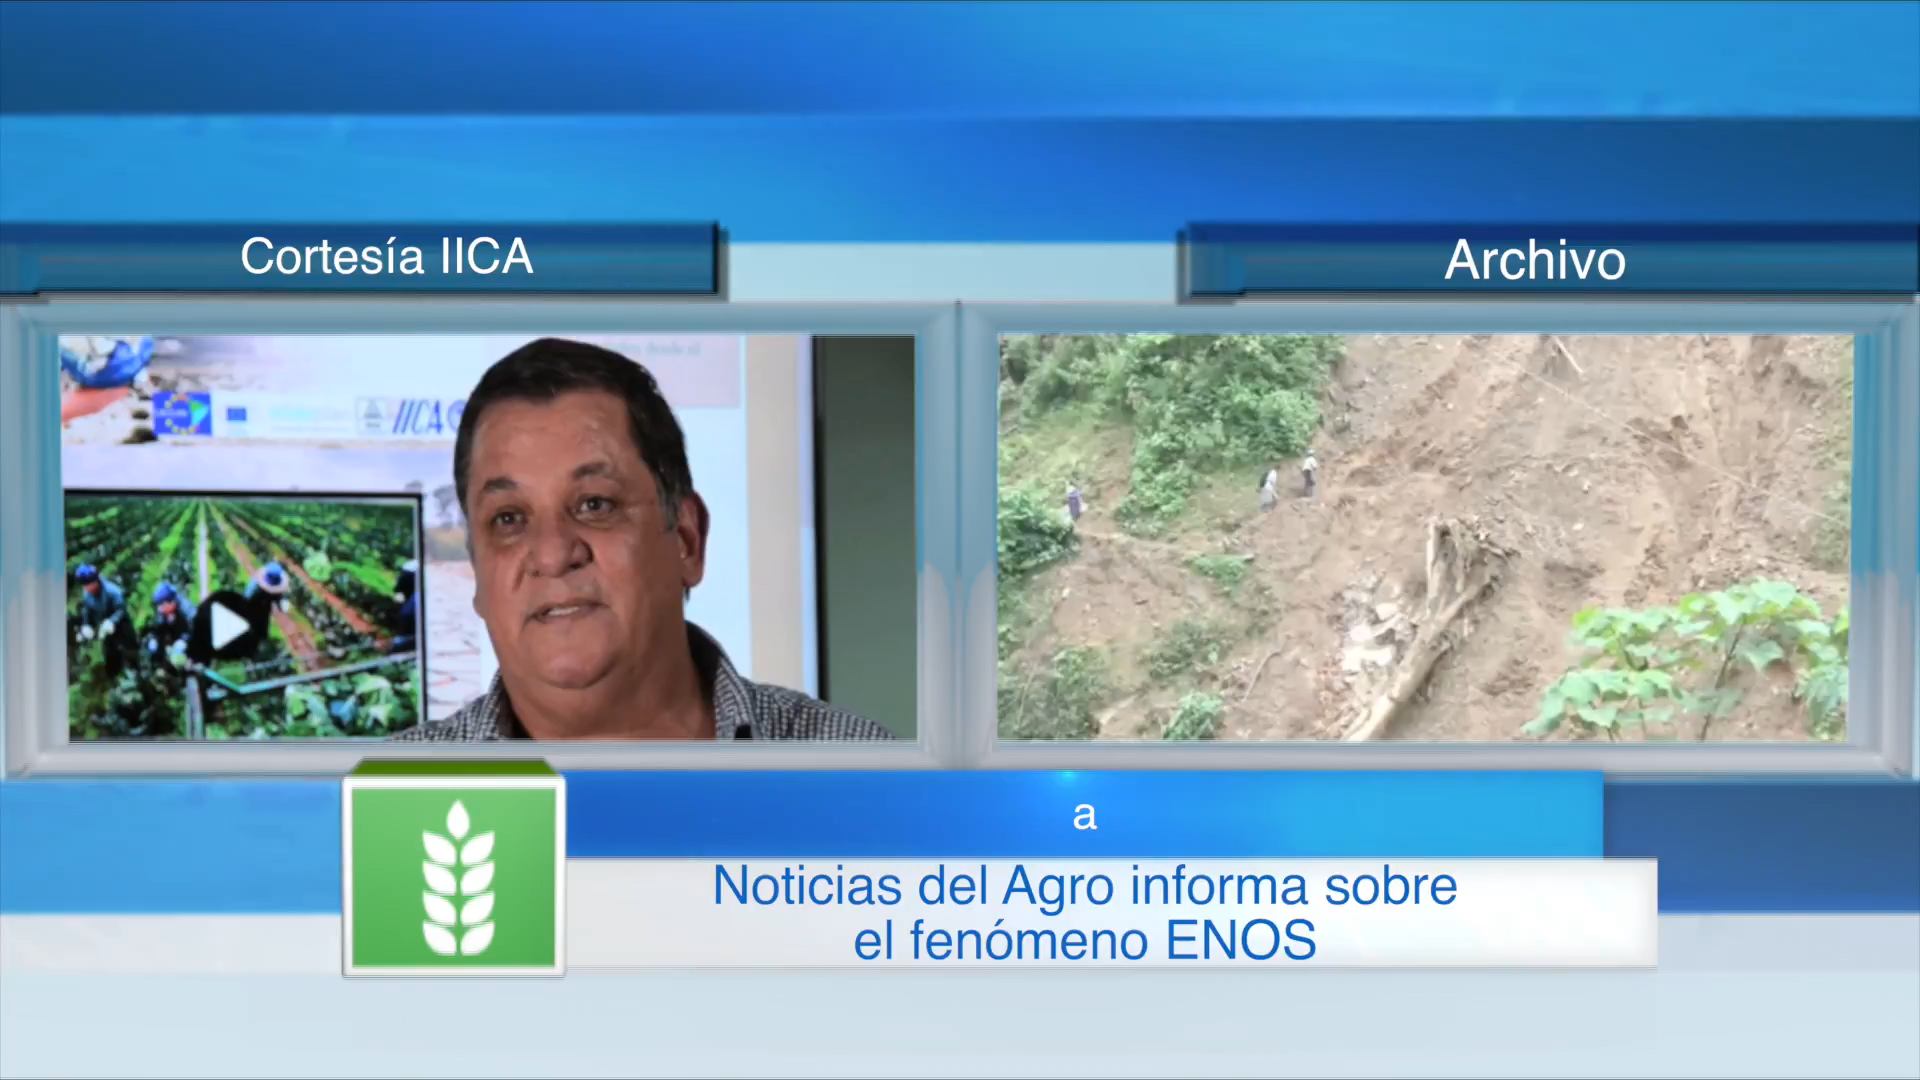 Cortesía IICA
Archivo
IICA
a
Noticias del Agro informa sobre
el fenómeno ENOS